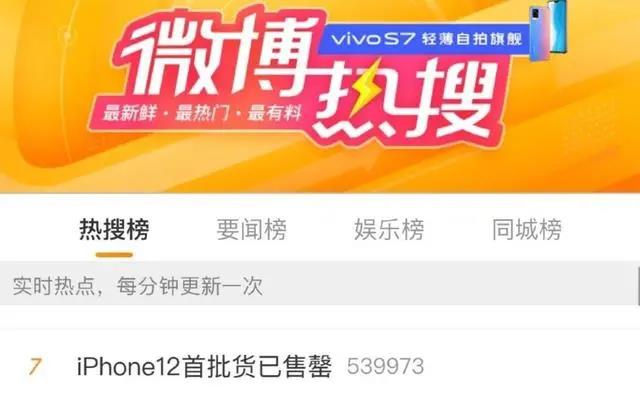 微博热搜
vivo S7 轻薄自拍旗舰
最新鲜·最热门·最有料
热搜榜 要闻榜 娱乐榜 同城榜
实时热点，每分钟更新一次
7 iPhone12首批货已售罄 539973